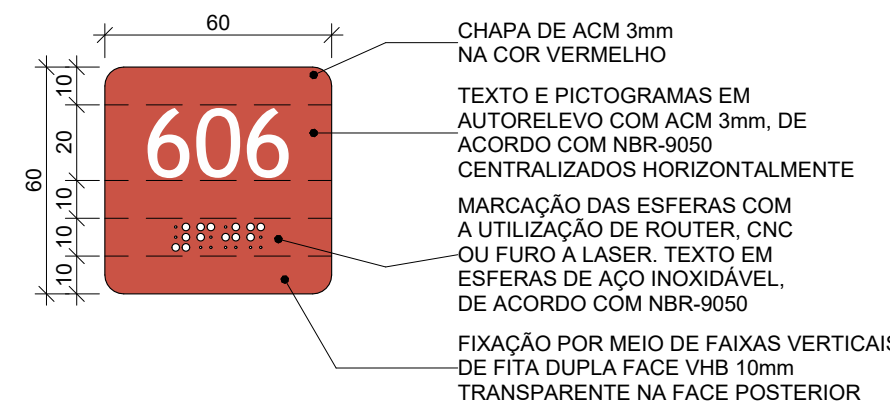 60
CHAPA DE ACM 3mm
NA COR VERMELHO
10
20
10
10
10
60
606
TEXTO E PICTOGRAMAS EM
AUTORELEVO COM ACM 3mm, DE
ACORDO COM NBR-9050
CENTRALIZADOS HORIZONTALMENTE
MARCAÇÃO DAS ESFERAS COM
A UTILIZAÇÃO DE ROUTER, CNC
OU FURO A LASER. TEXTO EM
ESFERAS DE AÇO INOXIDÁVEL,
DE ACORDO COM NBR-9050
FIXAÇÃO POR MEIO DE FAIXAS VERTICAIS
DE FITA DUPLA FACE VHB 10mm
TRANSPARENTE NA FACE POSTERIOR